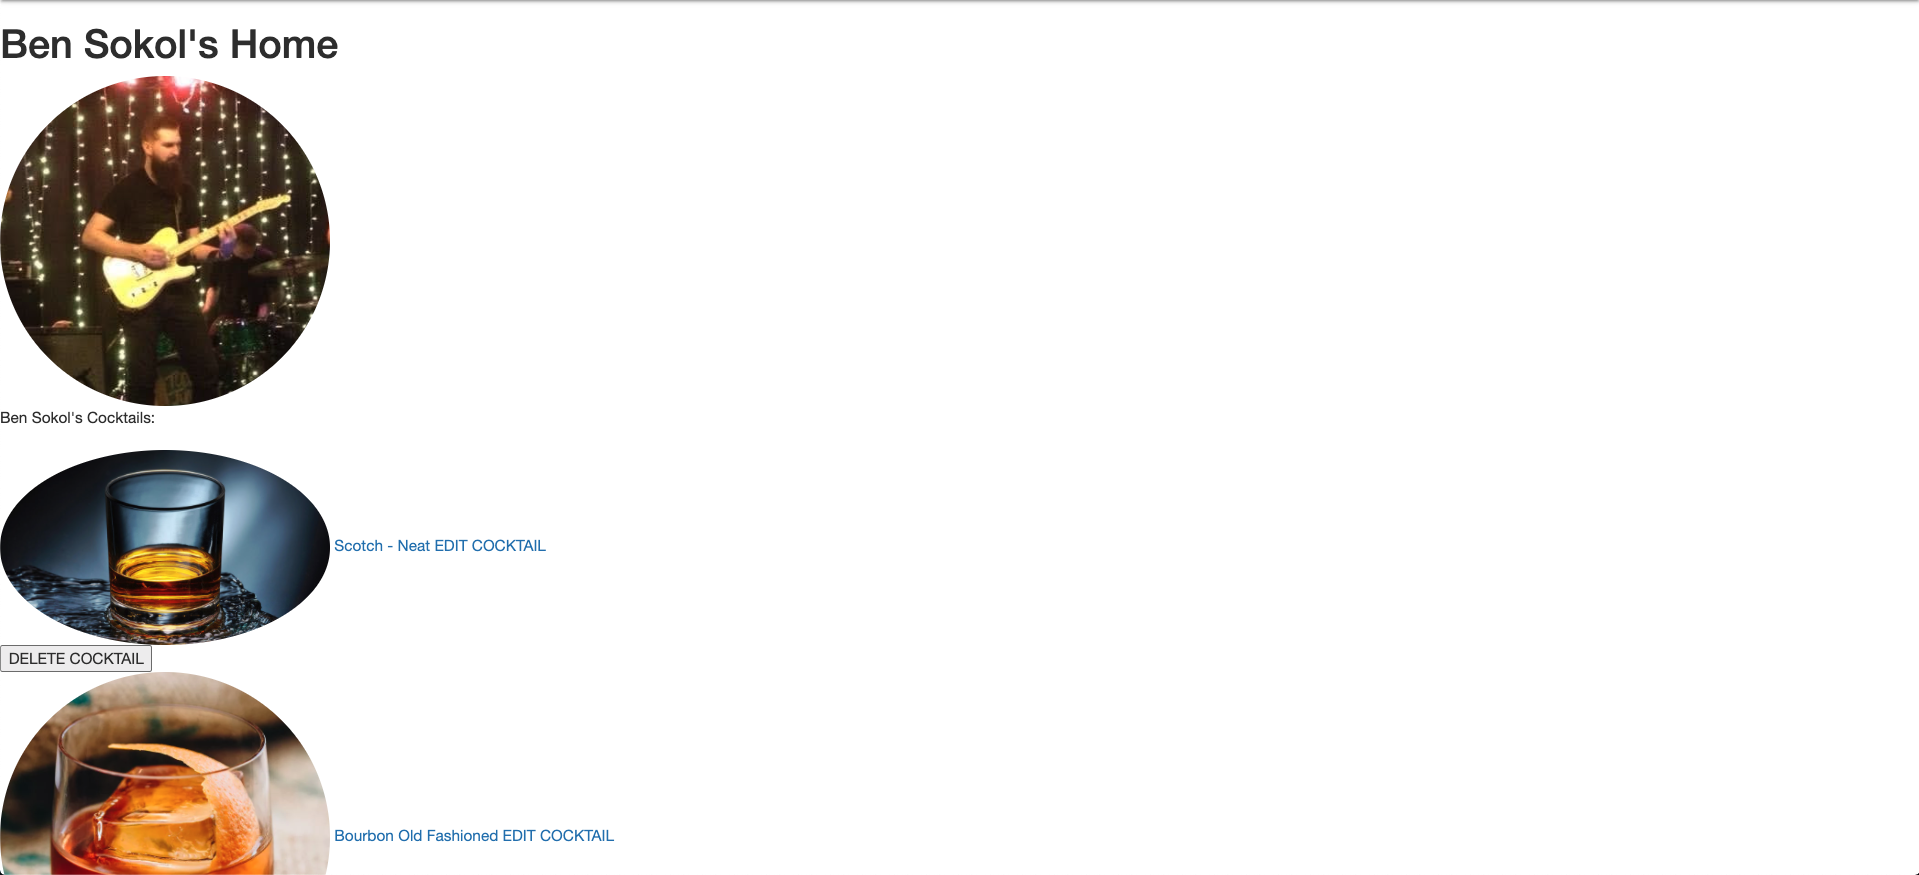 Ben Sokol's Home
Ben Sokol's Cocktails:
Scotch - Neat EDIT COCKTAIL
DELETE COCKTAIL
Bourbon Old Fashioned EDIT COCKTAIL